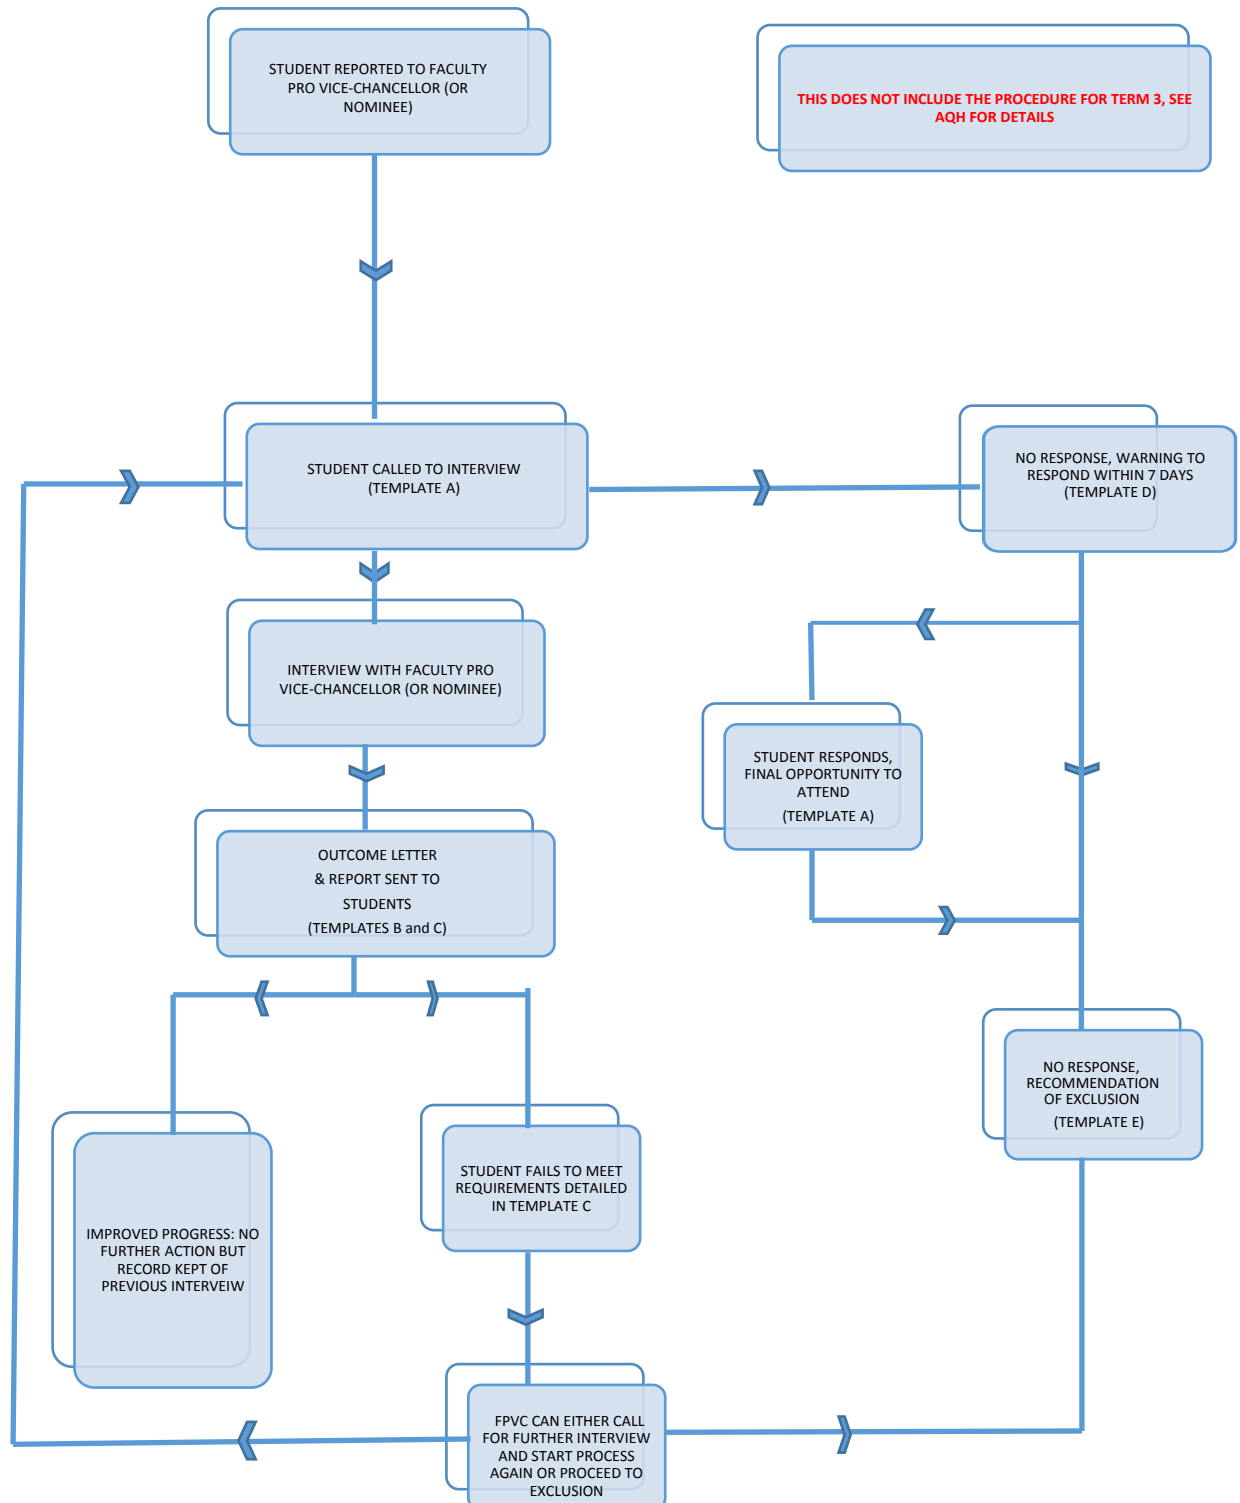 STUDENT REPORTED TO FACULTY
PRO VICE-CHANCELLOR (OR
NOMINEE)
THIS DOES NOT INCLUDE THE PROCEDURE FOR TERM 3, SEE
AQH FOR DETAILS
STUDENT CALLED TO INTERVIEW
(TEMPLATE A)
NO RESPONSE, WARNING TO
RESPOND WITHIN 7 DAYS
(TEMPLATE D)
INTERVIEW WITH FACULTY PRO
VICE-CHANCELLOR (OR NOMINEE)
STUDENT RESPONDS,
FINAL OPPORTUNITY TO
ATTEND
(TEMPLATE A)
OUTCOME LETTER
& REPORT SENT TO
STUDENTS
(TEMPLATES B and C)
NO RESPONSE,
RECOMMENDATION
OF EXCLUSION
(TEMPLATE E)
STUDENT FAILS TO MEET
REQUIREMENTS DETAILED
IN TEMPLATE C
IMPROVED PROGRESS: NO
FURTHER ACTION BUT
RECORD KEPT OF
PREVIOUS INTERVEIW
FPVC CAN EITHER CALL
FOR FURTHER INTERVIEW
AND START PROCESS
AGAIN OR PROCEED TO
EXCLUSION